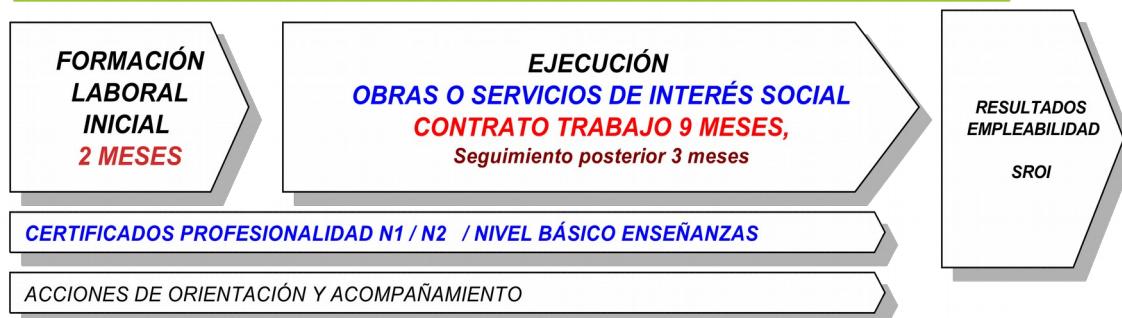 FORMACIÓN
LABORAL
INICIAL
2 MESES
EJECUCIÓN
OBRAS O SERVICIOS DE INTERÉS SOCIAL
CONTRATO TRABAJO 9 MESES,
Seguimiento posterior 3 meses
RESULTADOS
EMPLEABILIDAD
SROI
CERTIFICADOS PROFESIONALIDAD N1 / N2 / NIVEL BÁSICO ENSEÑANZAS
ACCIONES DE ORIENTACIÓN Y ACOMPAÑAMIENTO